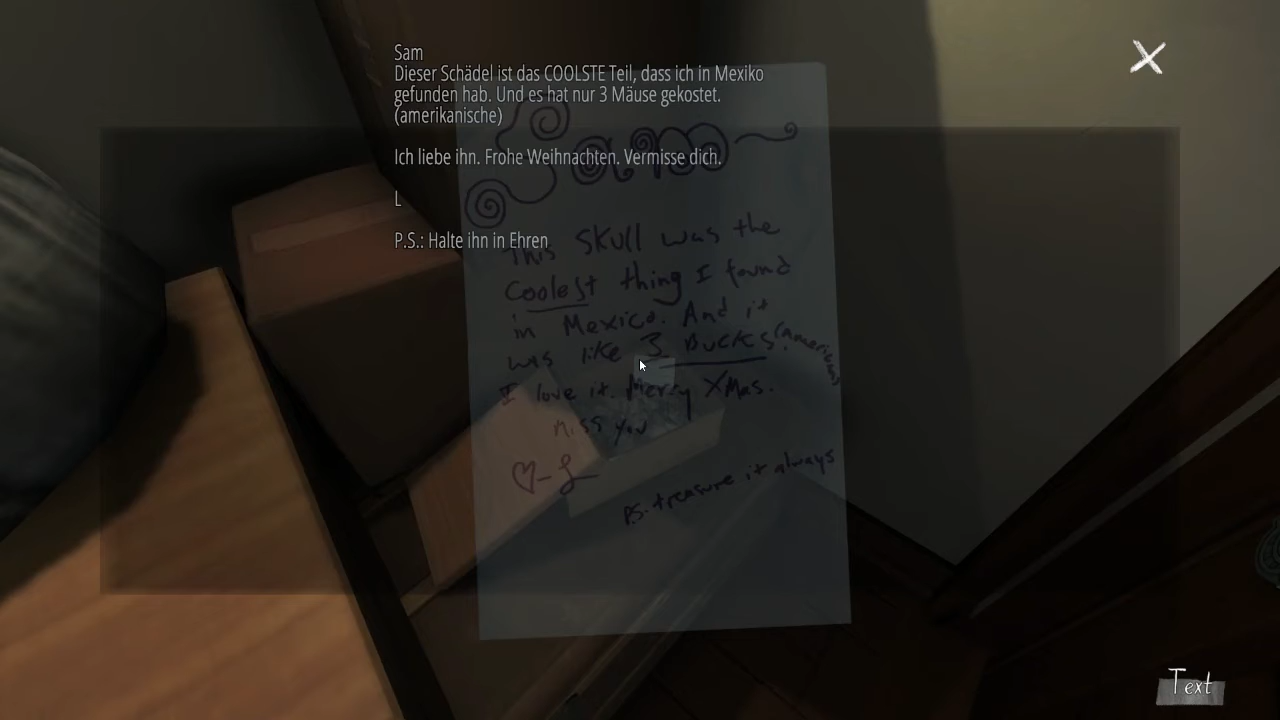 Sam
Dieser Schädel ist das COOLSTE Teil, dass ich in Mexiko
gefunden hab. Und es hat nur 3 Mäuse gekostet.
(amerikanische)
Ich liebe ihn. Frohe Weihnachten. Vermisse dich.
L
P.S.: Halte ihn in Ehren
This SKULL was the
Coolest thing I found
in Mexico. And it
was like 3 BUCKS.
I love it. Merry XMas.
Miss you
♡-L
P.S. treasure it always
Text